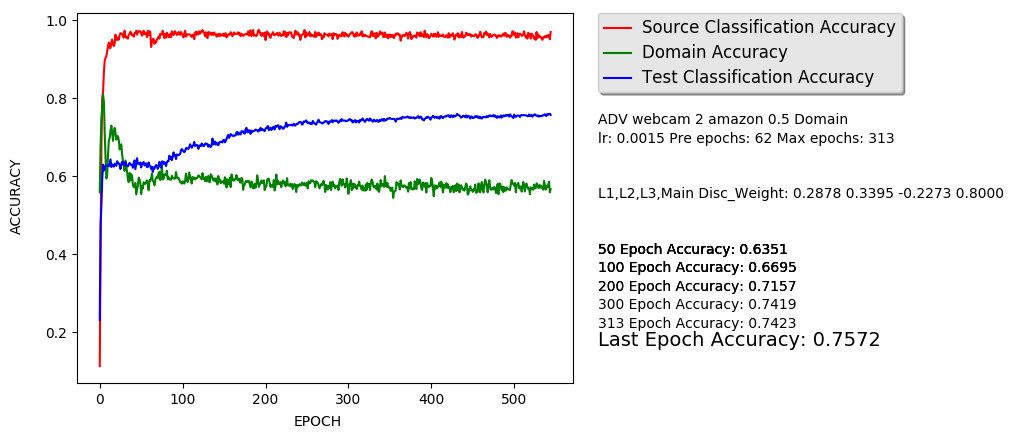 1.0
0.8
0.6
0.4
0.2
0
100
200
300
400
500
ACCURACY
EPOCH
Source Classification Accuracy
Domain Accuracy
Test Classification Accuracy
ADV webcam 2 amazon 0.5 Domain
lr: 0.0015 Pre epochs: 62 Max epochs: 313
L1,L2,L3,Main Disc_Weight: 0.2878 0.3395 -0.2273 0.8000
50 Epoch Accuracy: 0.6351
100 Epoch Accuracy: 0.6695
200 Epoch Accuracy: 0.7157
300 Epoch Accuracy: 0.7419
313 Epoch Accuracy: 0.7423
Last Epoch Accuracy: 0.7572